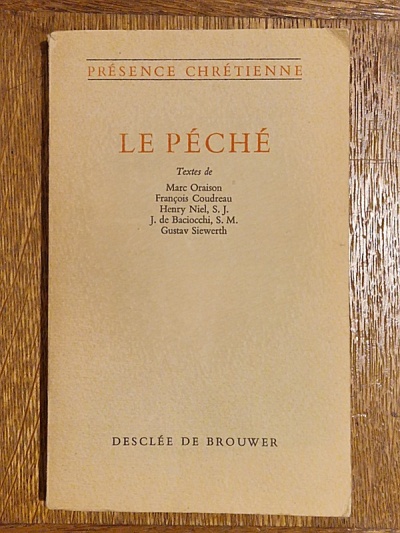 PRÉSENCE CHRÉTIENNE
LE PÉCHÉ
Textes de
Marc Oraison
François Coudreau
Henry Niel, S. J.
J. de Baciocchi, S. M.
Gustav Siewerth
DESCLÉE DE BROUWER